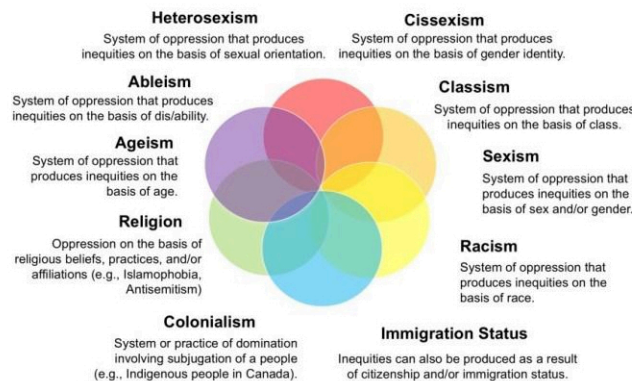 Heterosexism
System of oppression that produces
inequities on the basis of sexual orientation.
Cissexism
System of oppression that produces
inequities on the basis of gender identity.
Ableism
System of oppression that produces
inequities on the basis of dis/ability.
Classism
System of oppression that produces
inequities on the basis of class.
Ageism
System of oppression that
produces inequities on the
basis of age.
Sexism
System of oppression that
produces inequities on the
basis of sex and/or gender.
Religion
Oppression on the basis of
religious beliefs, practices, and/or
affiliations (e.g., Islamophobia,
Antisemitism)
Racism
System of oppression that
produces inequities on the
basis of race.
Colonialism
System or practice of domination
involving subjugation of a people
(e.g., Indigenous people in Canada).
Immigration Status
Inequities can also be produced as a result
of citizenship and/or immigration status.